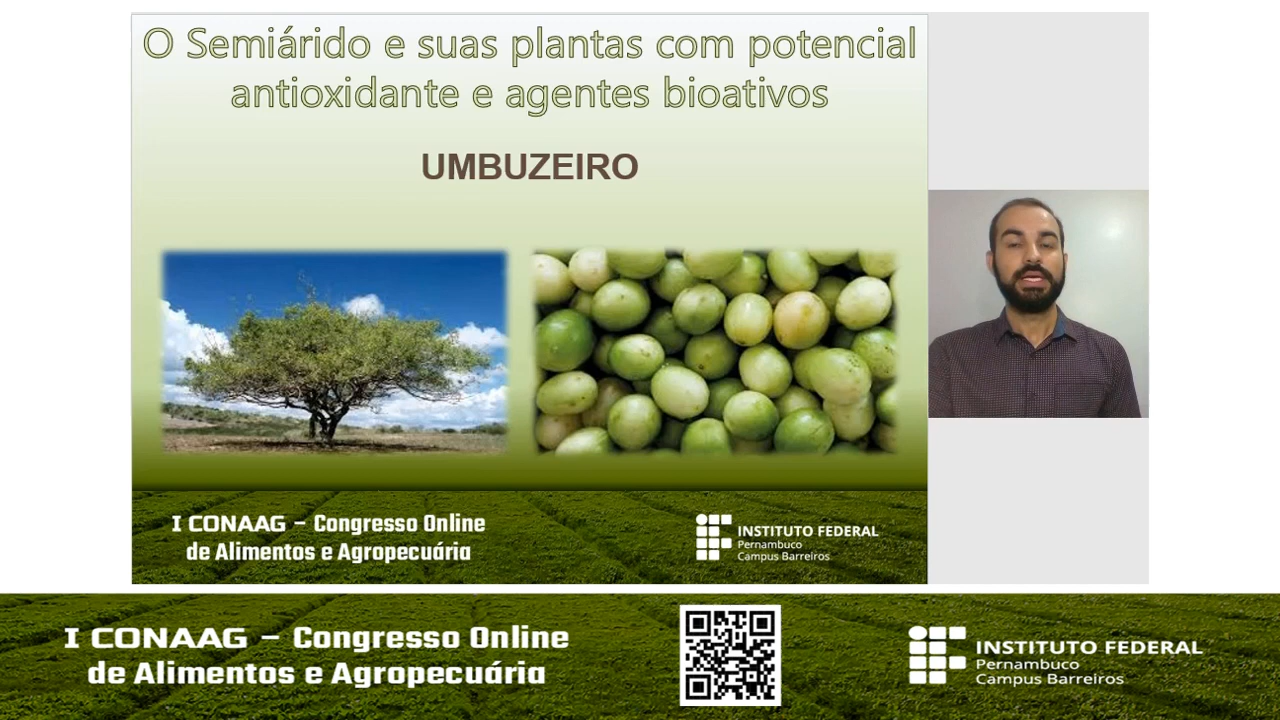 O Semiárido e suas plantas com potencial
antioxidante e agentes bioativos
UMBUZEIRO
I CONAAG – Congresso Online
de Alimentos e Agropecuária
INSTITUTO FEDERAL
Pernambuco
Campus Barreiros
I CONAAG – Congresso Online
de Alimentos e Agropecuária
INSTITUTO FEDERAL
Pernambuco
Campus Barreiros